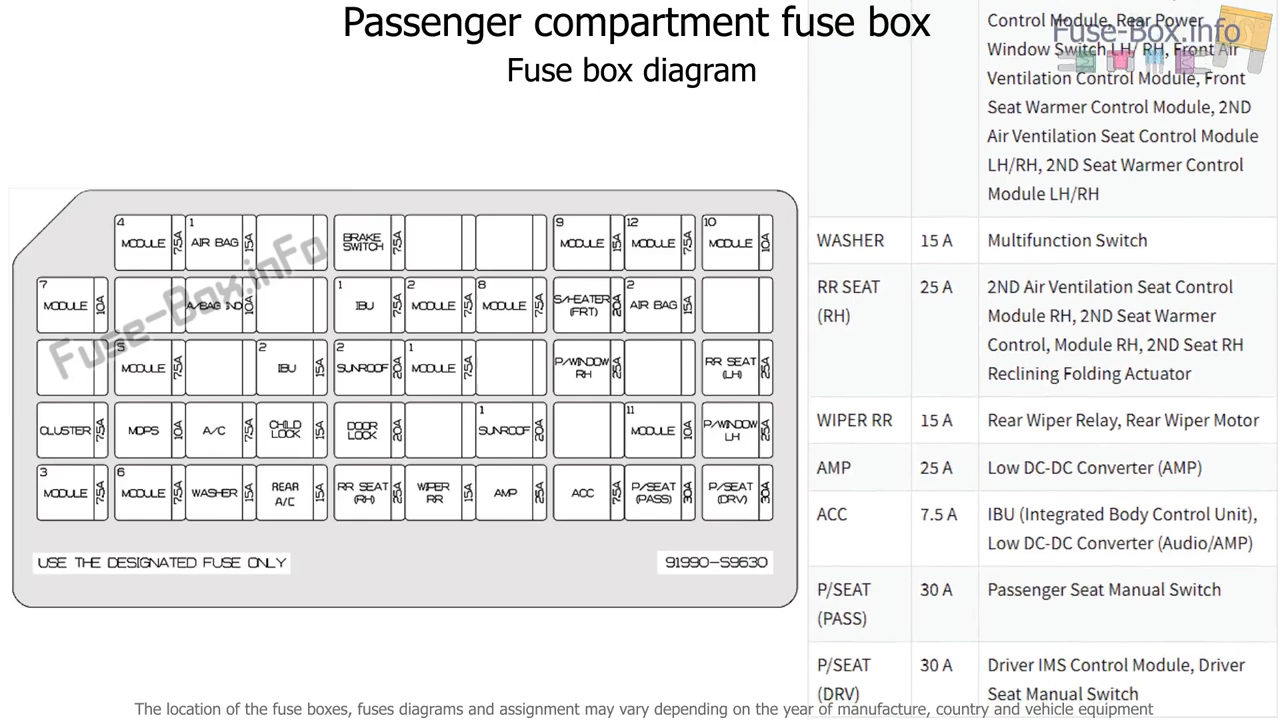 Passenger compartment fuse box
Fuse box diagram
Fuse-Box.info
4 MODULE 7.5A 1 AIR BAG 15A BRAKE SWITCH 7.5A 9 MODULE 15A 12 MODULE 7.5A 10 MODULE 10A
7 MODULE 10A A/BAG IND 10A 1 IBU 7.5A 2 MODULE 7.5A 8 MODULE 7.5A S/HEATER (FRT) 20A 2 AIR BAG 15A
5 MODULE 7.5A 2 IBU 15A 2 SUNROOF 20A 1 MODULE 7.5A P/WINDOW RH 25A RR SEAT (LH) 25A
CLUSTER 7.5A MDPS 10A A/C 7.5A CHILD LOCK 15A DOOR LOCK 20A 1 SUNROOF 20A 11 MODULE 10A P/WINDOW LH 25A
3 MODULE 7.5A 6 MODULE 7.5A WASHER 15A REAR A/C 15A RR SEAT (RH) 25A WIPER RR 15A AMP 25A ACC 7.5A P/SEAT (PASS) 30A P/SEAT (DRV) 30A
USE THE DESIGNATED FUSE ONLY
91990-S9630
Fuse-Box.info
Control Module, Rear Power
Window Switch LH/ RH, Front Air
Ventilation Control Module, Front
Seat Warmer Control Module, 2ND
Air Ventilation Seat Control Module
LH/RH, 2ND Seat Warmer Control
Module LH/RH
WASHER 15 A Multifunction Switch
RR SEAT 25 A 2ND Air Ventilation Seat Control
(RH) Module RH, 2ND Seat Warmer
Control, Module RH, 2ND Seat RH
Reclining Folding Actuator
WIPER RR 15 A Rear Wiper Relay, Rear Wiper Motor
AMP 25 A Low DC-DC Converter (AMP)
ACC 7.5 A IBU (Integrated Body Control Unit),
Low DC-DC Converter (Audio/AMP)
P/SEAT 30 A Passenger Seat Manual Switch
(PASS)
P/SEAT 30 A Driver IMS Control Module, Driver
(DRV) Seat Manual Switch
The location of the fuse boxes, fuses diagrams and assignment may vary depending on the year of manufacture, country and vehicle equipment